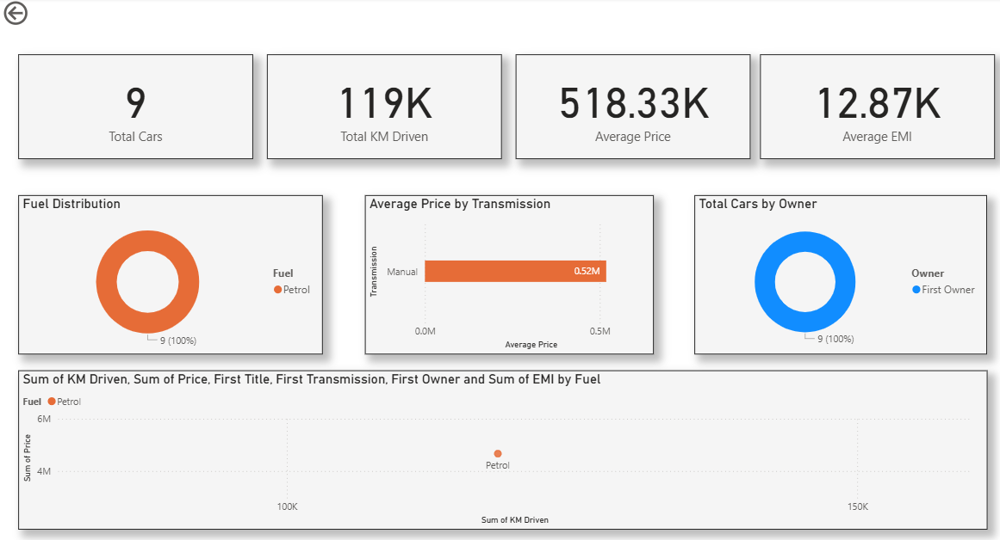 9
Total Cars
119K
Total KM Driven
518.33K
Average Price
12.87K
Average EMI
Fuel Distribution
Fuel
Petrol
9 (100%)
Average Price by Transmission
Transmission
Manual
0.52M
0.0M
0.5M
Average Price
Total Cars by Owner
Owner
First Owner
9 (100%)
Sum of KM Driven, Sum of Price, First Title, First Transmission, First Owner and Sum of EMI by Fuel
Fuel Petrol
6M
Sum of Price
4M
Petrol
100K
150K
Sum of KM Driven